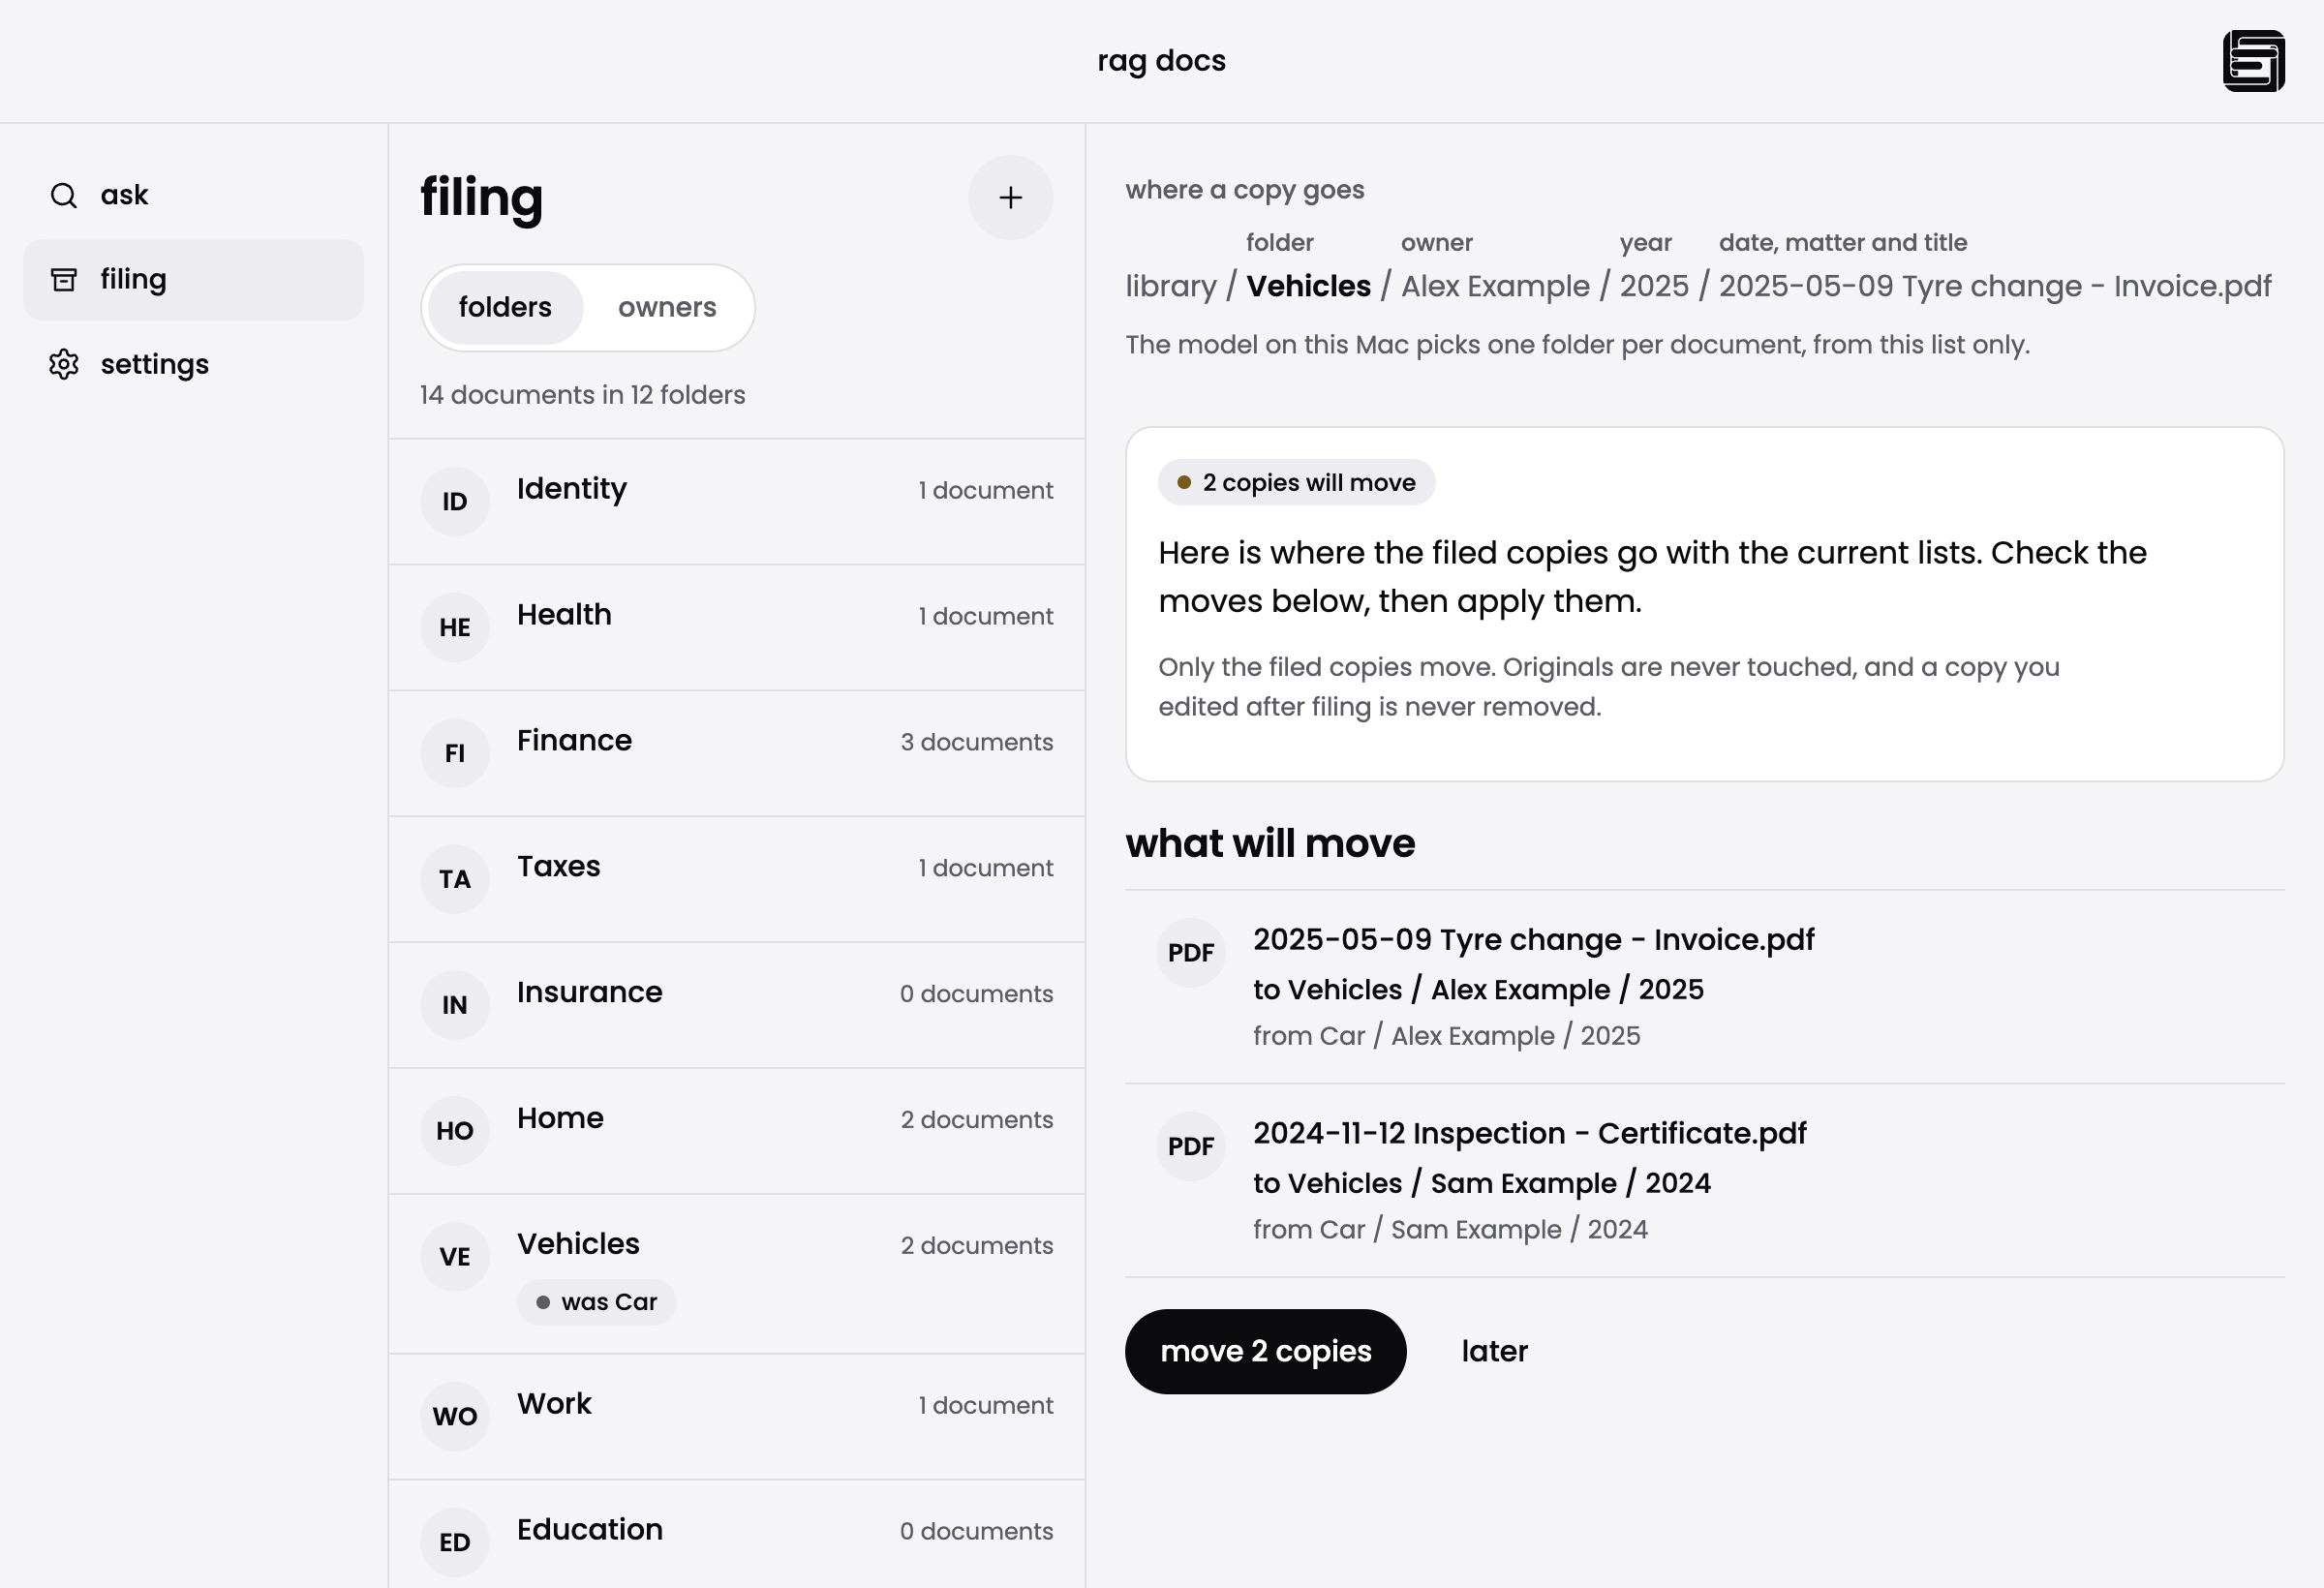 rag docs
ask
filing
settings
filing
+
folders owners
14 documents in 12 folders
ID Identity 1 document
HE Health 1 document
FI Finance 3 documents
TA Taxes 1 document
IN Insurance 0 documents
HO Home 2 documents
VE Vehicles 2 documents
was Car
WO Work 1 document
ED Education 0 documents
where a copy goes
folder owner year date, matter and title
library / Vehicles / Alex Example / 2025 / 2025-05-09 Tyre change - Invoice.pdf
The model on this Mac picks one folder per document, from this list only.
2 copies will move
Here is where the filed copies go with the current lists. Check the
moves below, then apply them.
Only the filed copies move. Originals are never touched, and a copy you
edited after filing is never removed.
what will move
PDF 2025-05-09 Tyre change - Invoice.pdf
to Vehicles / Alex Example / 2025
from Car / Alex Example / 2025
PDF 2024-11-12 Inspection - Certificate.pdf
to Vehicles / Sam Example / 2024
from Car / Sam Example / 2024
move 2 copies later